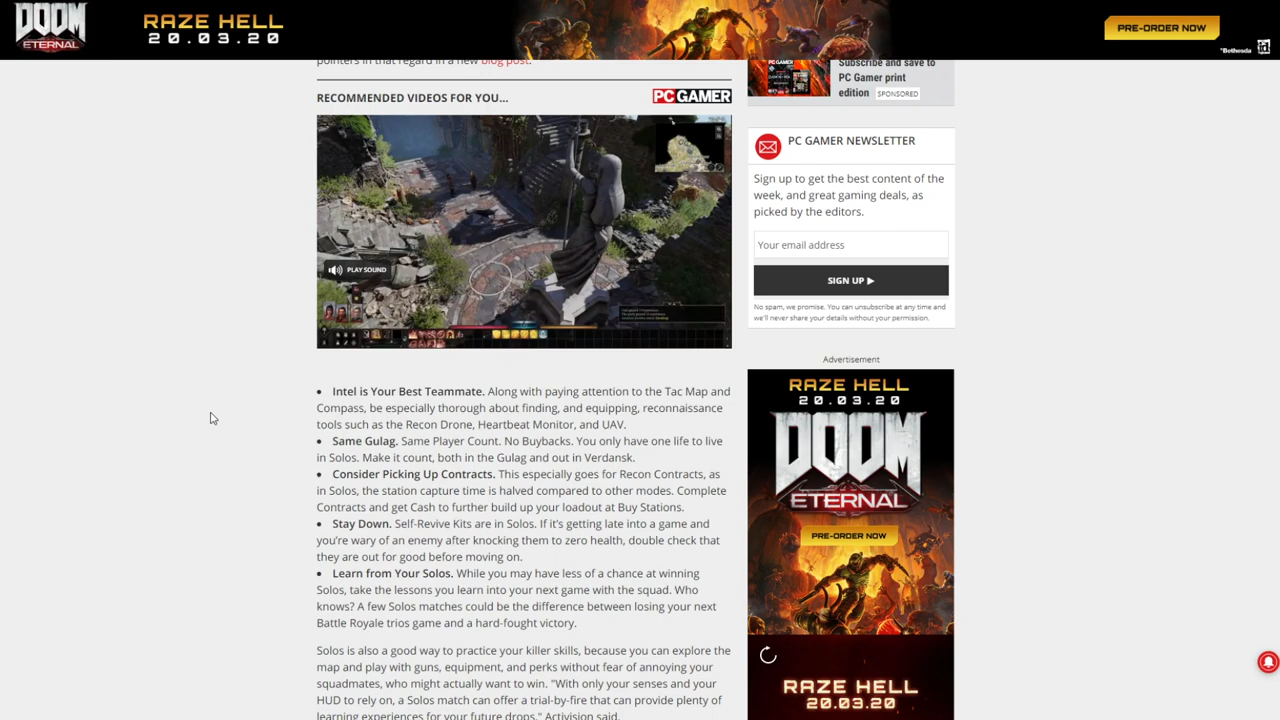 DOOM
ETERNAL
RAZE HELL
20.03.20
PRE-ORDER NOW
Bethesda
id
pointers in that regard in a new blog post.
RECOMMENDED VIDEOS FOR YOU...
PC GAMER
PLAY SOUND
Intel is Your Best Teammate. Along with paying attention to the Tac Map and
Compass, be especially thorough about finding, and equipping, reconnaissance
tools such as the Recon Drone, Heartbeat Monitor, and UAV.
Same Gulag. Same Player Count. No Buybacks. You only have one life to live
in Solos. Make it count, both in the Gulag and out in Verdansk.
Consider Picking Up Contracts. This especially goes for Recon Contracts, as
in Solos, the station capture time is halved compared to other modes. Complete
Contracts and get Cash to further build up your loadout at Buy Stations.
Stay Down. Self-Revive Kits are in Solos. If it's getting late into a game and
you're wary of an enemy after knocking them to zero health, double check that
they are out for good before moving on.
Learn from Your Solos. While you may have less of a chance at winning
Solos, take the lessons you learn into your next game with the squad. Who
knows? A few Solos matches could be the difference between losing your next
Battle Royale trios game and a hard-fought victory.
Solos is also a good way to practice your killer skills, because you can explore the
map and play with guns, equipment, and perks without fear of annoying your
squadmates, who might actually want to win. "With only your senses and your
HUD to rely on, a Solos match can offer a trial-by-fire that can provide plenty of
learning experiences for your future drops," Activision said.
Subscribe and save to
PC Gamer print
edition SPONSORED
PC GAMER NEWSLETTER
Sign up to get the best content of the
week, and great gaming deals, as
picked by the editors.
Your email address
SIGN UP ▶
No spam, we promise. You can unsubscribe at any time and
we'll never share your details without your permission.
Advertisement
RAZE HELL
20.03.20
DOOM
ETERNAL
PRE-ORDER NOW
RAZE HELL
20.03.20